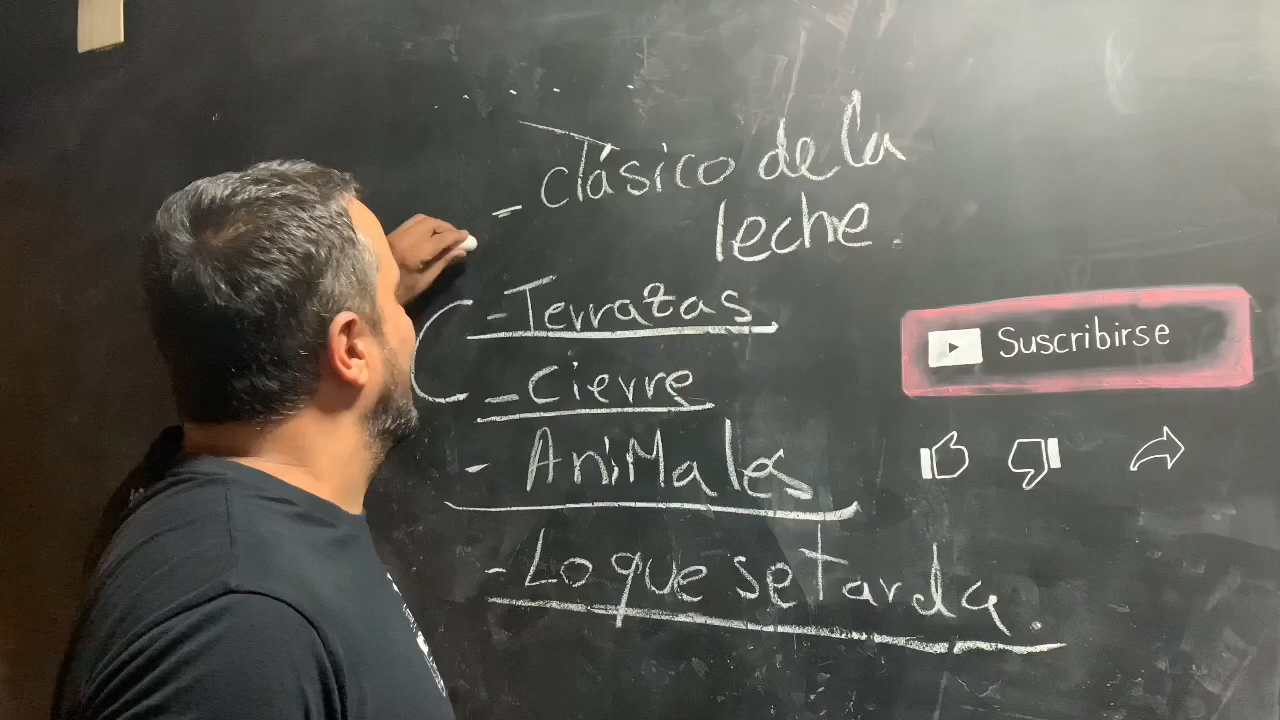 - clásico de la
leche.
- Terrazas
- cierre
- AniMales
- Lo que se Tarda.
Suscribirse